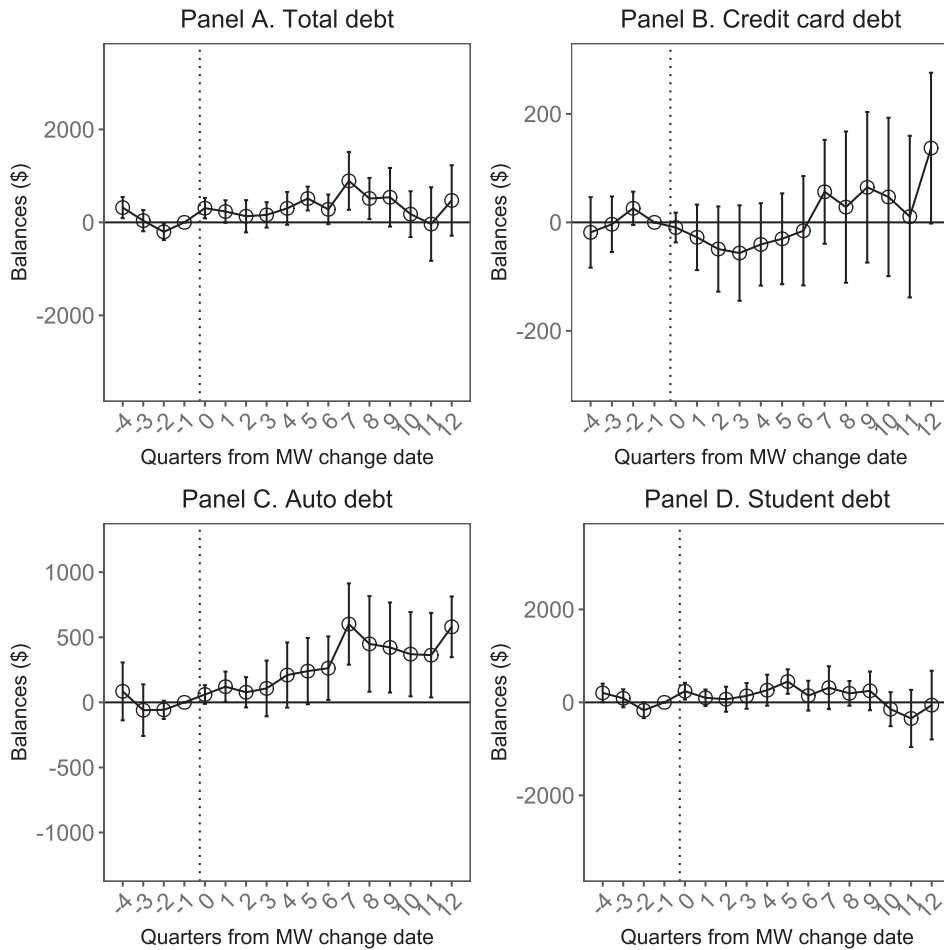 Panel A. Total debt
Balances ($)
2000
0
-2000
-4 -3 -2 -1 0 1 2 3 4 5 6 7 8 9 10 11 12
Quarters from MW change date
Panel B. Credit card debt
Balances ($)
200
0
-200
-4 -3 -2 -1 0 1 2 3 4 5 6 7 8 9 10 11 12
Quarters from MW change date
Panel C. Auto debt
Balances ($)
1000
500
0
-500
-1000
-4 -3 -2 -1 0 1 2 3 4 5 6 7 8 9 10 11 12
Quarters from MW change date
Panel D. Student debt
Balances ($)
2000
0
-2000
-4 -3 -2 -1 0 1 2 3 4 5 6 7 8 9 10 11 12
Quarters from MW change date